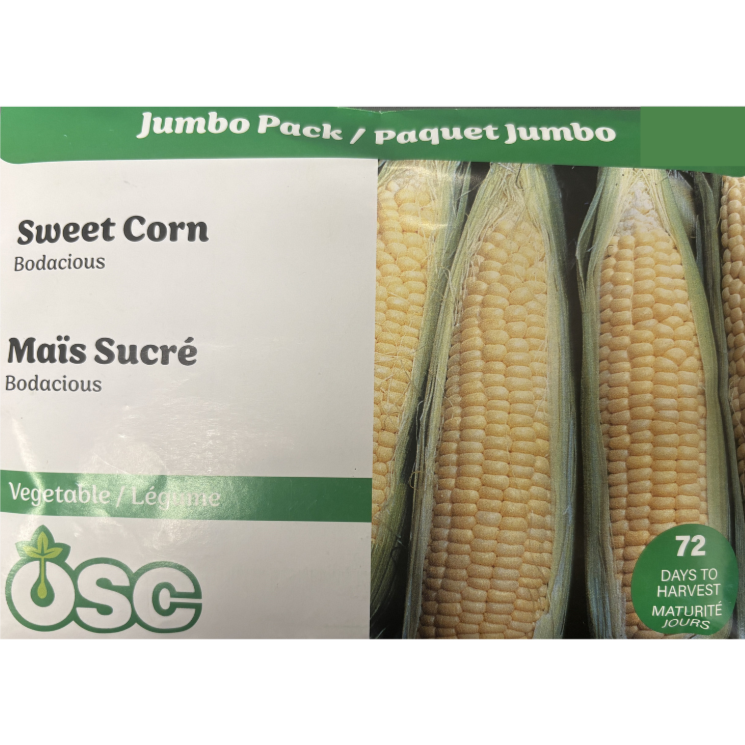 Jumbo Pack / Paquet Jumbo
Sweet Corn
Bodacious
Maïs Sucré
Bodacious
Vegetable / Légume
OSC
72
DAYS TO
HARVEST
MATURITÉ
JOURS